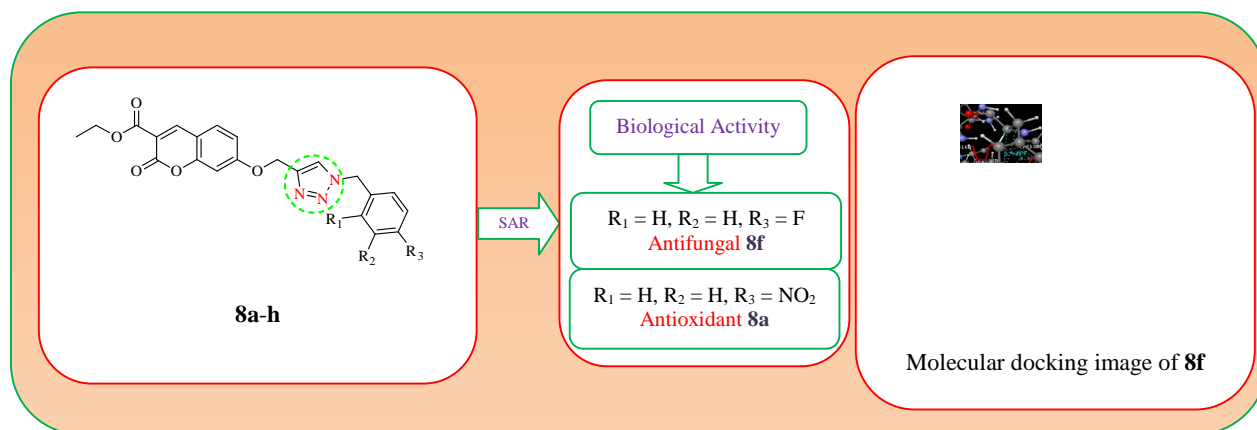 O
O
O
O
O
O
N
N
N
R₁
R₂
R₃
8a-h
SAR
Biological Activity
R₁ = H, R₂ = H, R₃ = F
Antifungal 8f
R₁ = H, R₂ = H, R₃ = NO₂
Antioxidant 8a
Molecular docking image of 8f